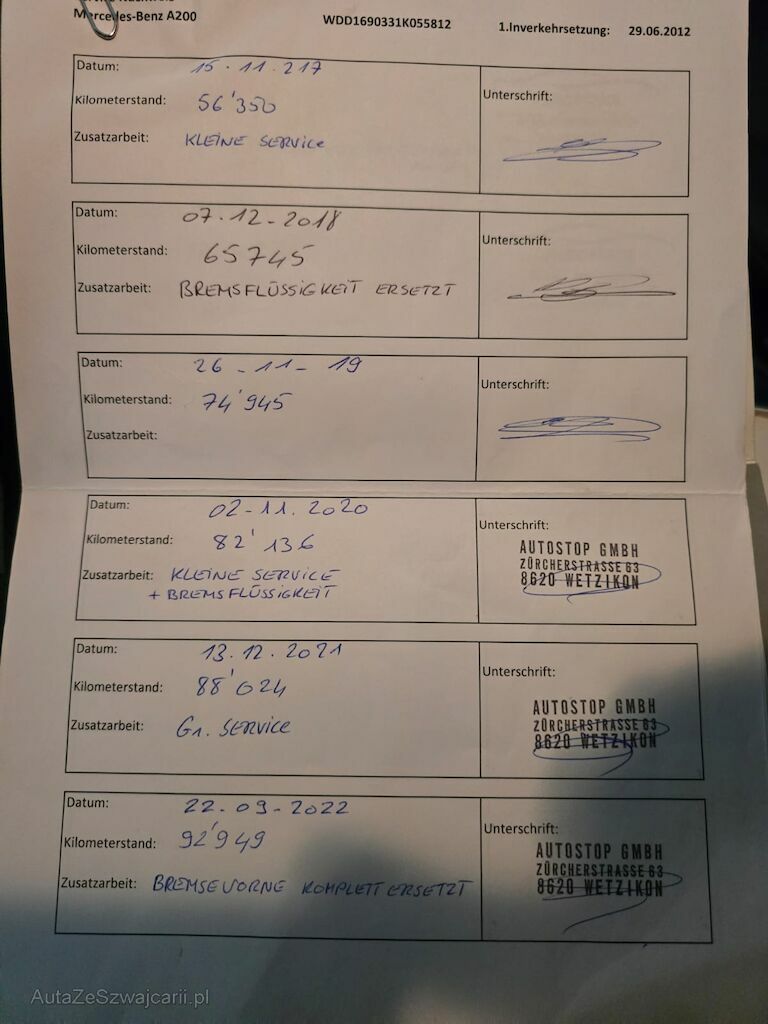 Mercedes-Benz A200
WDD1690331K055812
1.Inverkehrsetzung: 29.06.2012
Datum: 15.11.217
Kilometerstand: 56'350
Zusatzarbeit: KLEINE SERVICE
Unterschrift:
Datum: 07.12-2018
Kilometerstand: 65745
Zusatzarbeit: BREMSFLÜSSIGKEIT ERSETZT
Unterschrift:
Datum: 26-11-19
Kilometerstand: 74'945
Zusatzarbeit:
Unterschrift:
Datum: 02-11.2020
Kilometerstand: 82'136
Zusatzarbeit: KLEINE SERVICE
+ BREMSFLÜSSIGKEIT
Unterschrift:
AUTOSTOP GMBH
ZÜRCHERSTRASSE 63
8620 WETZIKON
Datum: 13.12.2021
Kilometerstand: 88'024
Zusatzarbeit: Gr. SERVICE
Unterschrift:
AUTOSTOP GMBH
ZÜRCHERSTRASSE 63
8620 WETZIKON
Datum: 22.09-2022
Kilometerstand: 92'949
Zusatzarbeit: BREMSE VORNE KOMPLETT ERSETZT
Unterschrift:
AUTOSTOP GMBH
ZÜRCHERSTRASSE 63
8620 WETZIKON
AutaZeSzwajcarii.pl